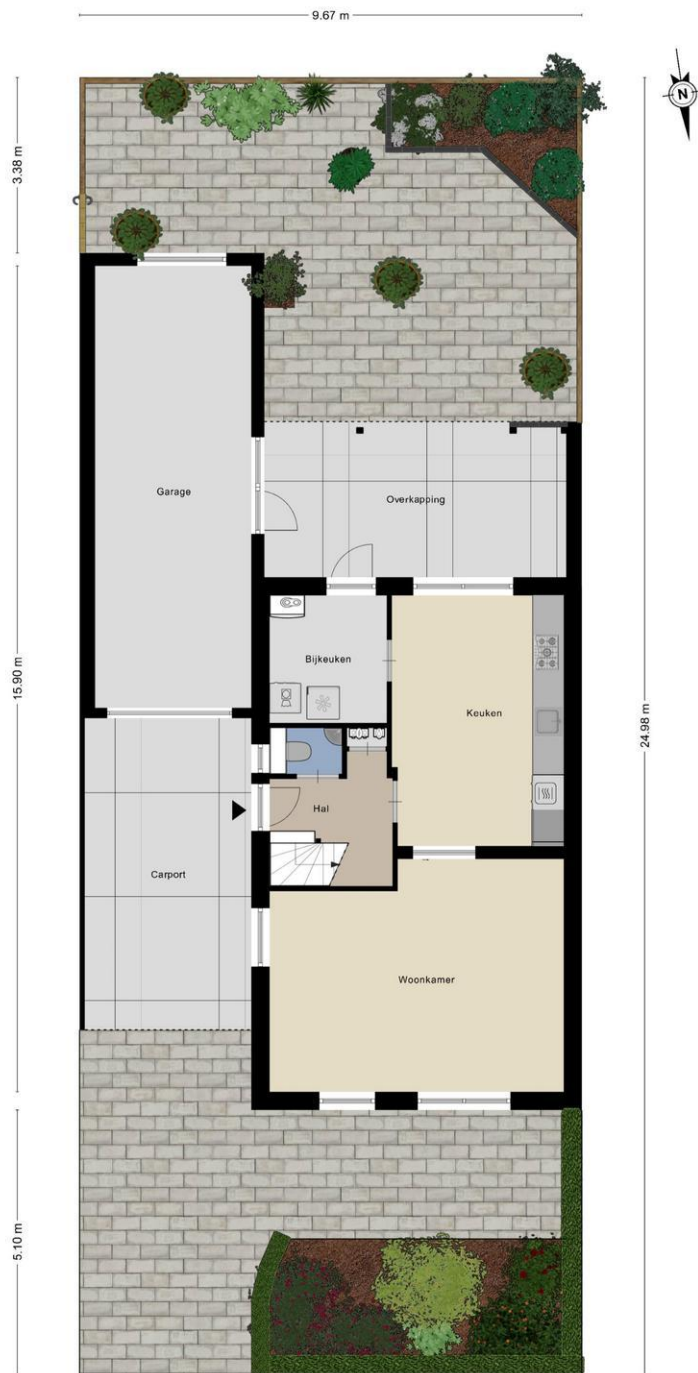 9.67 m
N
3.38 m
Garage
Overkapping
Bijkeuken
Keuken
15.90 m
24.98 m
Hal
Carport
Woonkamer
5.10 m